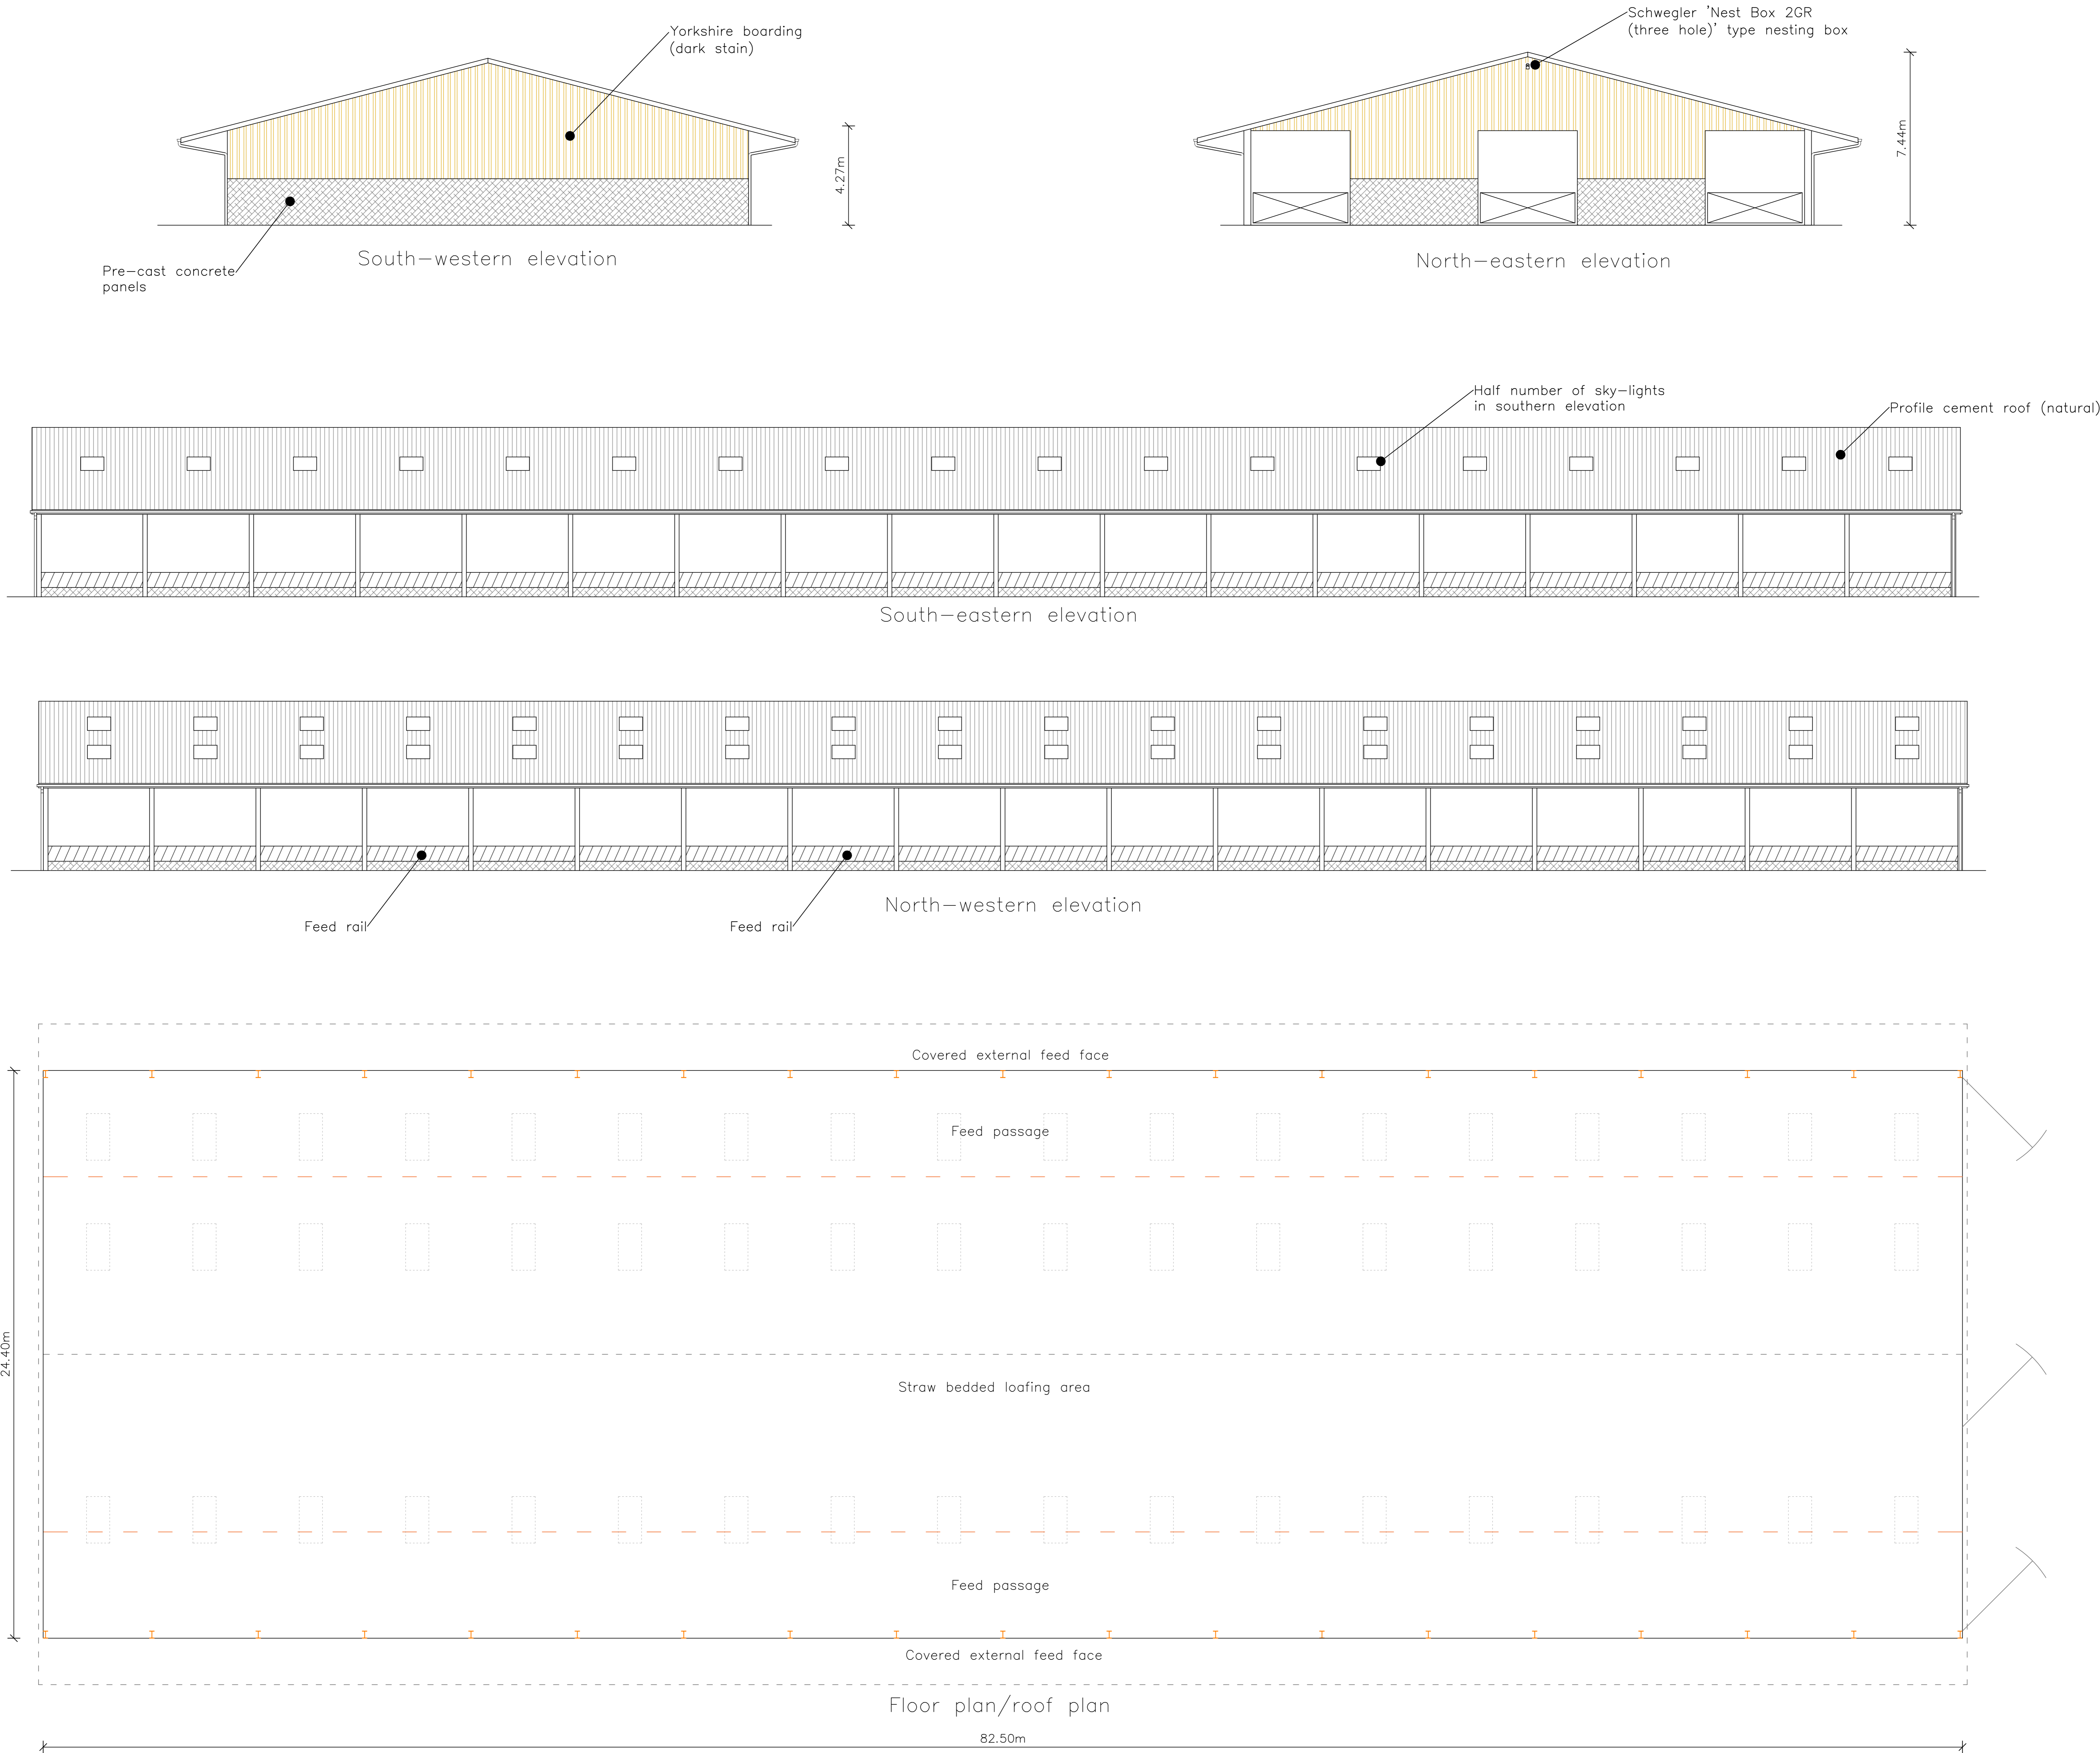 Schwegler 'Nest Box 2GR
(three hole)' type nesting box
Yorkshire boarding
(dark stain)
7.44m
4.27m
South-western elevation
North-eastern elevation
Pre-cast concrete
panels
Half number of sky-lights
in southern elevation
Profile cement roof (natural)
South-eastern elevation
North-western elevation
Feed rail
Feed rail
Covered external feed face
Feed passage
24.40m
Straw bedded loafing area
Feed passage
Covered external feed face
Floor plan/roof plan
82.50m